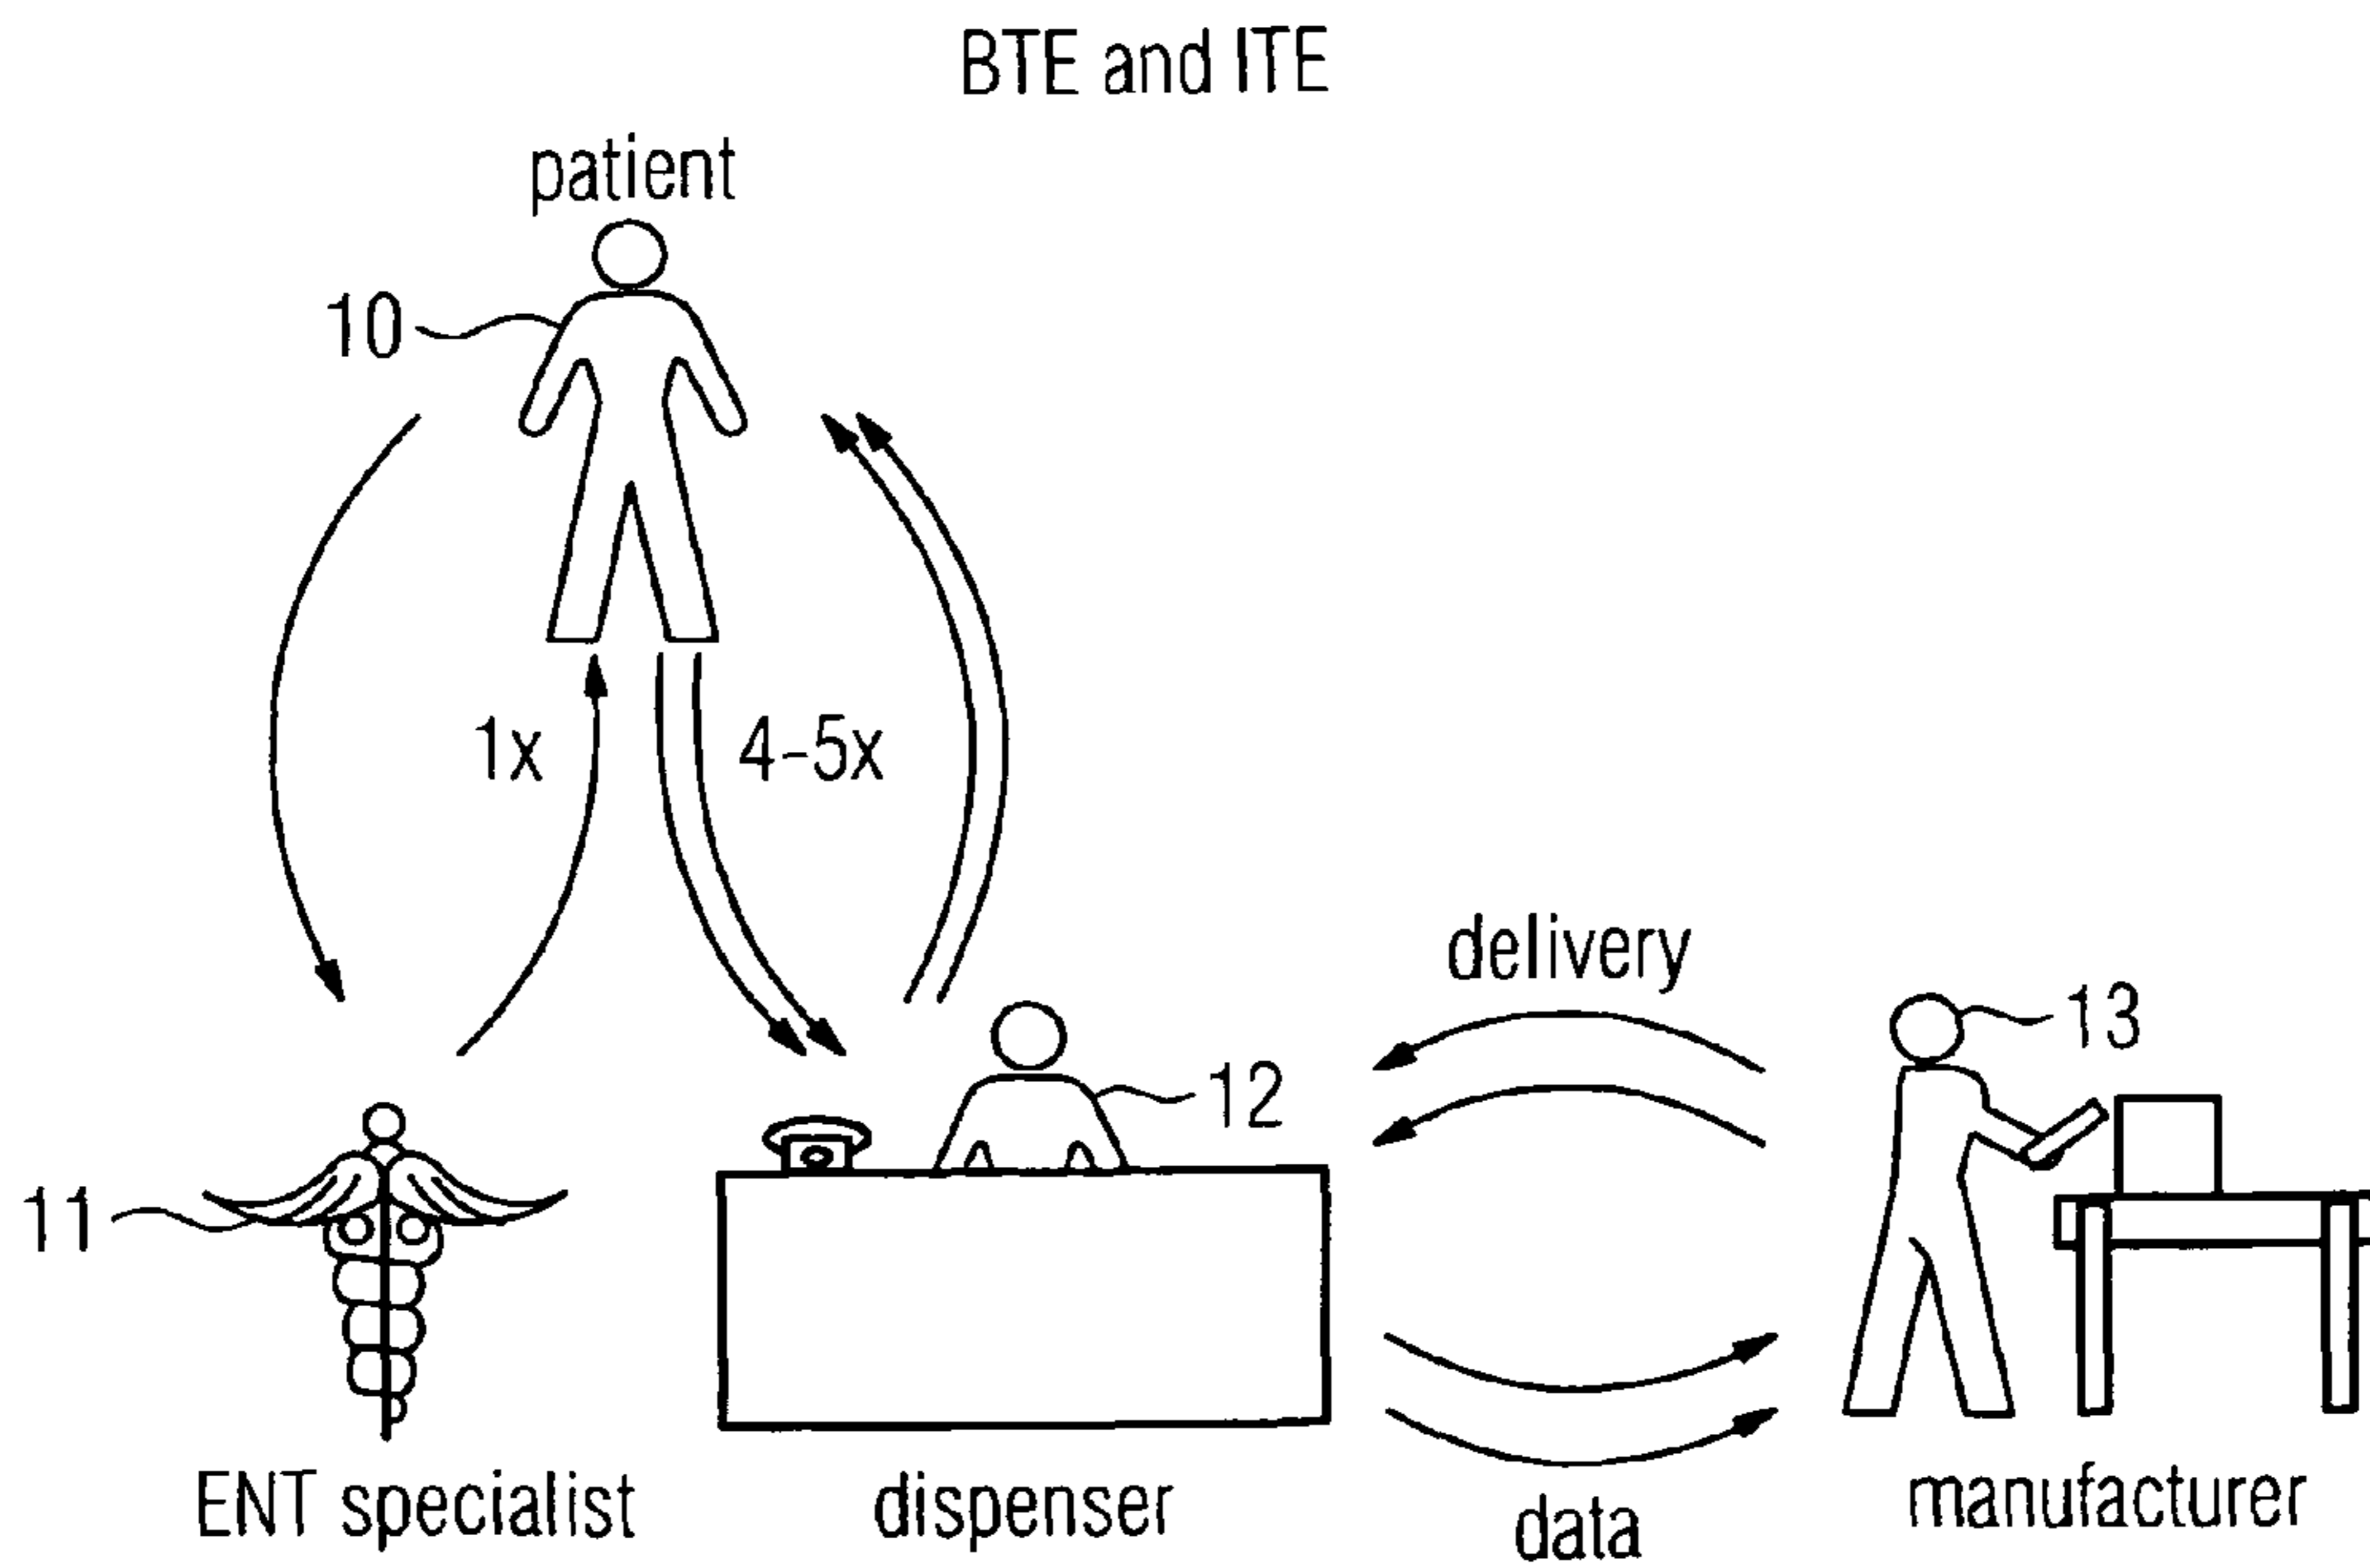 BTE and ITE
patient
10
1x
4-5x
delivery
13
12
11
ENT specialist
dispenser
data
manufacturer